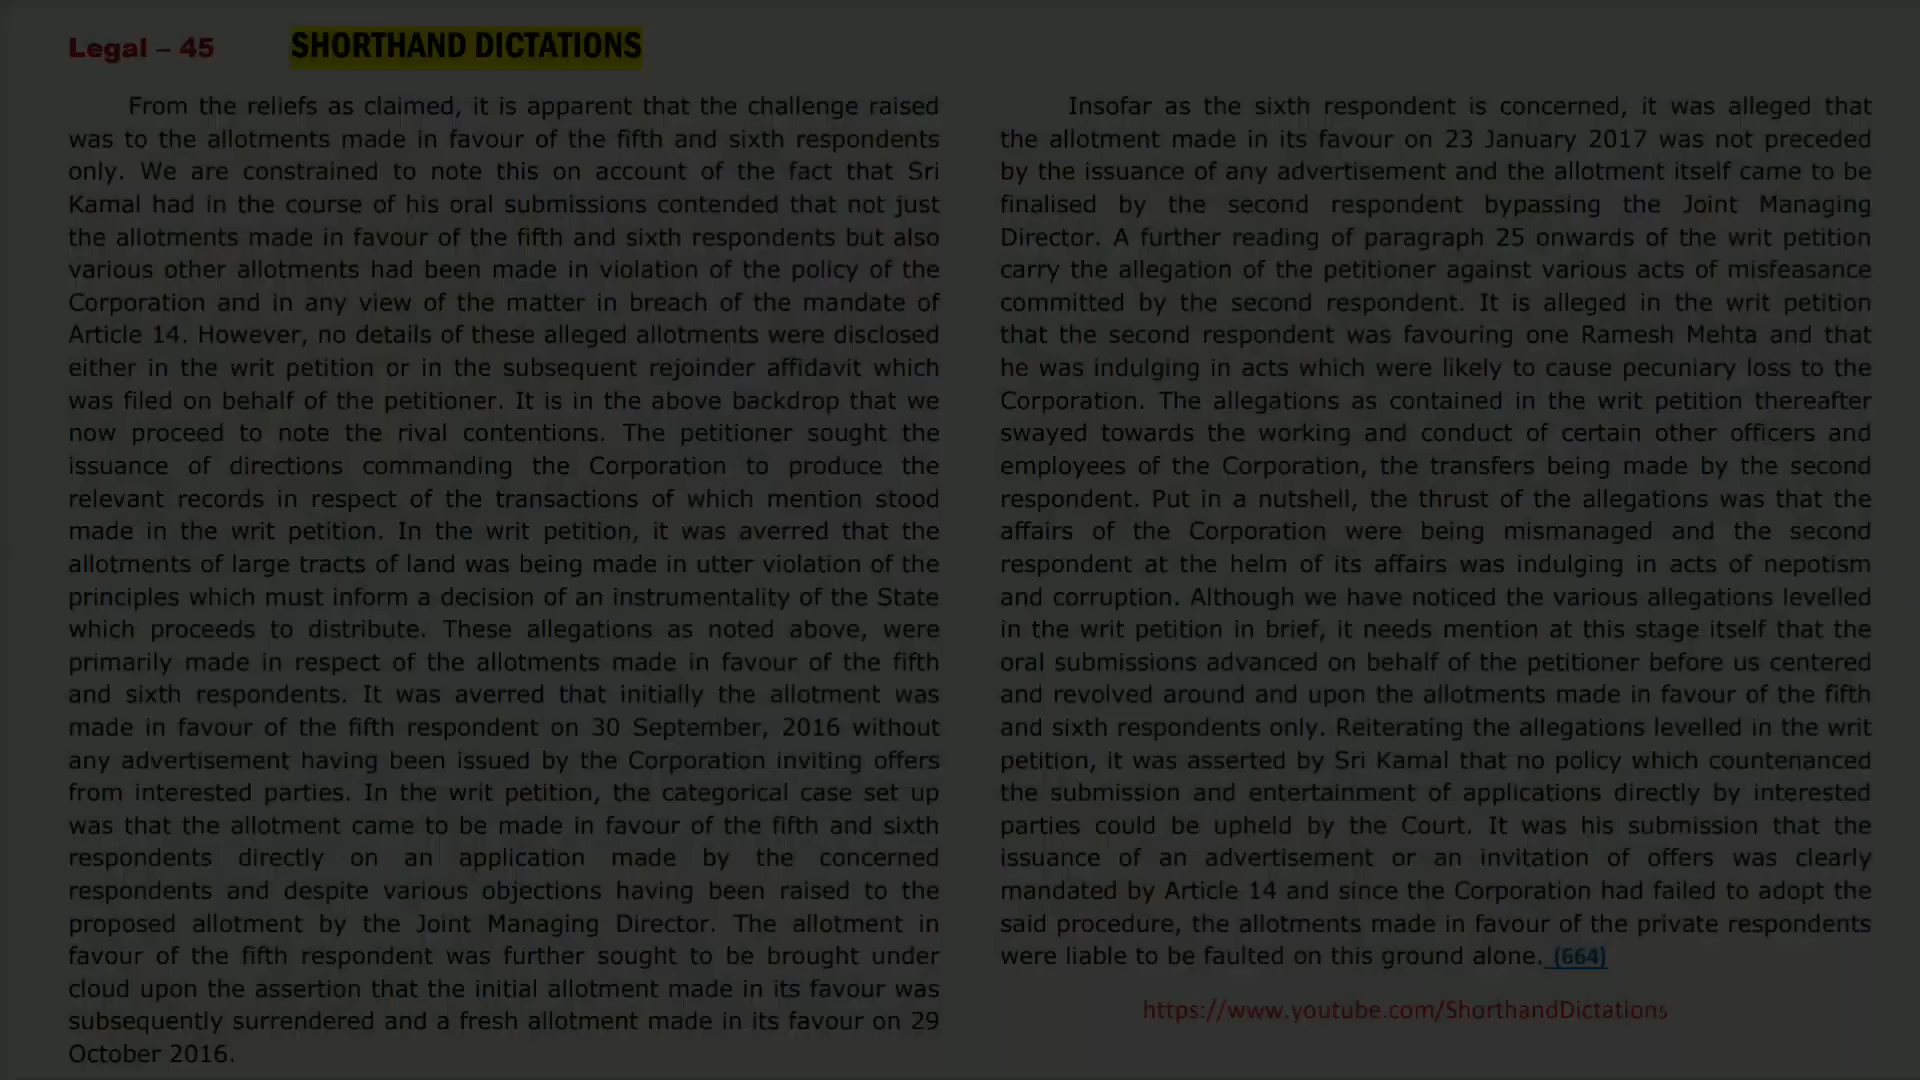 Legal – 45 SHORTHAND DICTATIONS
From the reliefs as claimed, it is apparent that the challenge raised
was to the allotments made in favour of the fifth and sixth respondents
only. We are constrained to note this on account of the fact that Sri
Kamal had in the course of his oral submissions contended that not just
the allotments made in favour of the fifth and sixth respondents but also
various other allotments had been made in violation of the policy of the
Corporation and in any view of the matter in breach of the mandate of
Article 14. However, no details of these alleged allotments were disclosed
either in the writ petition or in the subsequent rejoinder affidavit which
was filed on behalf of the petitioner. It is in the above backdrop that we
now proceed to note the rival contentions. The petitioner sought the
issuance of directions commanding the Corporation to produce the
relevant records in respect of the transactions of which mention stood
made in the writ petition. In the writ petition, it was averred that the
allotments of large tracts of land was being made in utter violation of the
principles which must inform a decision of an instrumentality of the State
which proceeds to distribute. These allegations as noted above, were
primarily made in respect of the allotments made in favour of the fifth
and sixth respondents. It was averred that initially the allotment was
made in favour of the fifth respondent on 30 September, 2016 without
any advertisement having been issued by the Corporation inviting offers
from interested parties. In the writ petition, the categorical case set up
was that the allotment came to be made in favour of the fifth and sixth
respondents directly on an application made by the concerned
respondents and despite various objections having been raised to the
proposed allotment by the Joint Managing Director. The allotment in
favour of the fifth respondent was further sought to be brought under
cloud upon the assertion that the initial allotment made in its favour was
subsequently surrendered and a fresh allotment made in its favour on 29
October 2016.
Insofar as the sixth respondent is concerned, it was alleged that
the allotment made in its favour on 23 January 2017 was not preceded
by the issuance of any advertisement and the allotment itself came to be
finalised by the second respondent bypassing the Joint Managing
Director. A further reading of paragraph 25 onwards of the writ petition
carry the allegation of the petitioner against various acts of misfeasance
committed by the second respondent. It is alleged in the writ petition
that the second respondent was favouring one Ramesh Mehta and that
he was indulging in acts which were likely to cause pecuniary loss to the
Corporation. The allegations as contained in the writ petition thereafter
swayed towards the working and conduct of certain other officers and
employees of the Corporation, the transfers being made by the second
respondent. Put in a nutshell, the thrust of the allegations was that the
affairs of the Corporation were being mismanaged and the second
respondent at the helm of its affairs was indulging in acts of nepotism
and corruption. Although we have noticed the various allegations levelled
in the writ petition in brief, it needs mention at this stage itself that the
oral submissions advanced on behalf of the petitioner before us centered
and revolved around and upon the allotments made in favour of the fifth
and sixth respondents only. Reiterating the allegations levelled in the writ
petition, it was asserted by Sri Kamal that no policy which countenanced
the submission and entertainment of applications directly by interested
parties could be upheld by the Court. It was his submission that the
issuance of an advertisement or an invitation of offers was clearly
mandated by Article 14 and since the Corporation had failed to adopt the
said procedure, the allotments made in favour of the private respondents
were liable to be faulted on this ground alone. (664)
https://www.youtube.com/ShorthandDictations